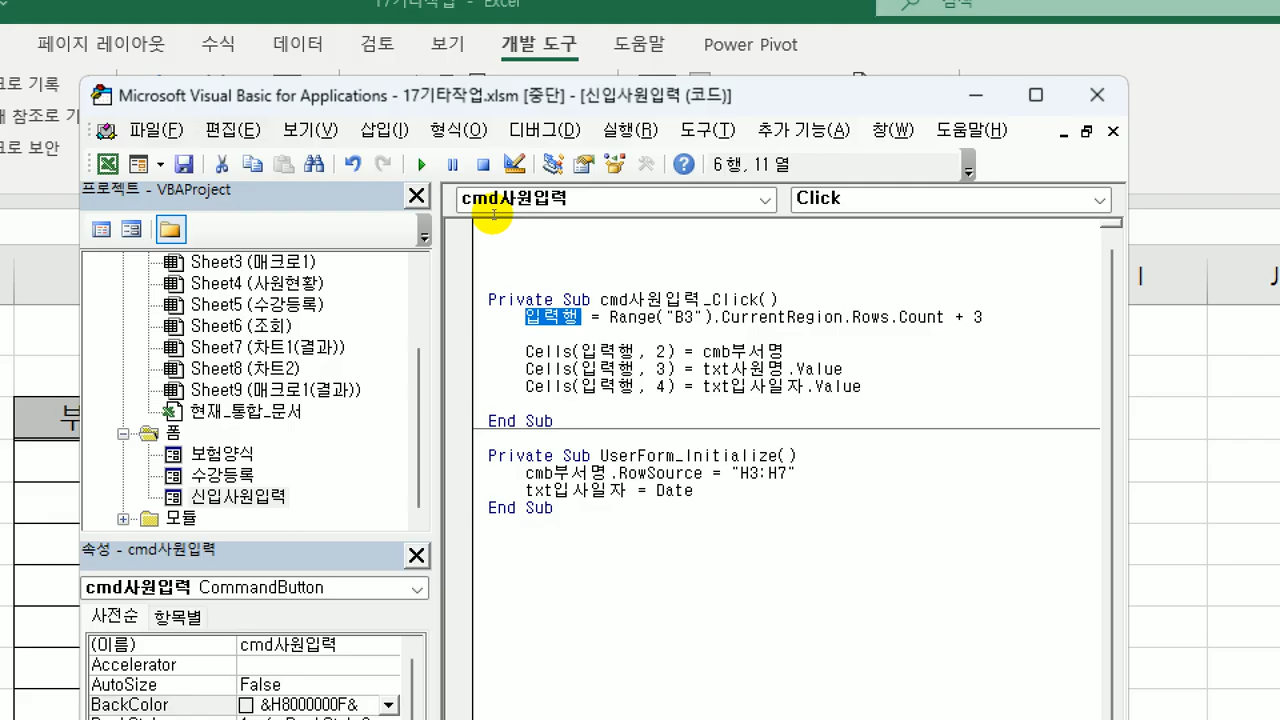 17기타작업 - Excel
검색
페이지 레이아웃 수식 데이터 검토 보기 개발 도구 도움말 Power Pivot
크로 기록
크로 보안
Microsoft Visual Basic for Applications - 17기타작업.xlsm [중단] - [신입사원입력 (코드)]
파일(F) 편집(E) 보기(V) 삽입(I) 형식(O) 디버그(D) 실행(R) 도구(T) 추가 기능(A) 창(W) 도움말(H)
6 행, 11 열
프로젝트 - VBAProject
cmd사원입력 Click
Sheet3 (매크로1)
Sheet4 (사원현황)
Sheet5 (수강등록)
Sheet6 (조회)
Sheet7 (차트1(결과))
Sheet8 (차트2)
Sheet9 (매크로1(결과))
현재_통합_문서
폼
보험양식
수강등록
신입사원입력
모듈
Private Sub cmd사원입력_Click()
입력행 = Range("B3").CurrentRegion.Rows.Count + 3
Cells(입력행, 2) = cmb부서명
Cells(입력행, 3) = txt사원명.Value
Cells(입력행, 4) = txt입사일자.Value
End Sub
Private Sub UserForm_Initialize()
cmb부서명.RowSource = "H3:H7"
txt입사일자 = Date
End Sub
속성 - cmd사원입력
cmd사원입력 CommandButton
사전순 항목별
(이름) cmd사원입력
Accelerator
AutoSize False
BackColor &H8000000F&
부
I
J